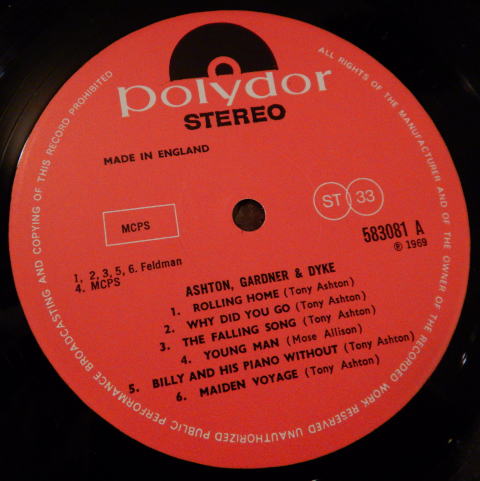 polydor
STEREO
MADE IN ENGLAND
MCPS
ST 33
583081 A
℗ 1969
1, 2, 3, 5, 6. Feldman
4. MCPS
ASHTON, GARDNER & DYKE
1. ROLLING HOME (Tony Ashton)
2. WHY DID YOU GO (Tony Ashton)
3. THE FALLING SONG (Tony Ashton)
4. YOUNG MAN (Mose Allison)
5. BILLY AND HIS PIANO WITHOUT (Tony Ashton)
6. MAIDEN VOYAGE (Tony Ashton)
ALL RIGHTS OF THE MANUFACTURER AND OF THE OWNER OF THE RECORDED WORK RESERVED UNAUTHORIZED PUBLIC PERFORMANCE BROADCASTING AND COPYING OF THIS RECORD PROHIBITED